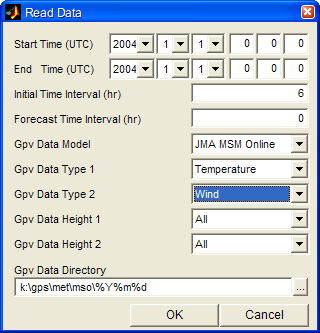 Read Data
Start Time (UTC) 2004 1 1 0 0 0
End Time (UTC) 2004 1 1 0 0 0
Initial Time Interval (hr) 6
Forecast Time Interval (hr) 0
Gpv Data Model JMA MSM Online
Gpv Data Type 1 Temperature
Gpv Data Type 2 Wind
Gpv Data Height 1 All
Gpv Data Height 2 All
Gpv Data Directory
k:\gps\met\mso\%Y%m%d ...
OK Cancel